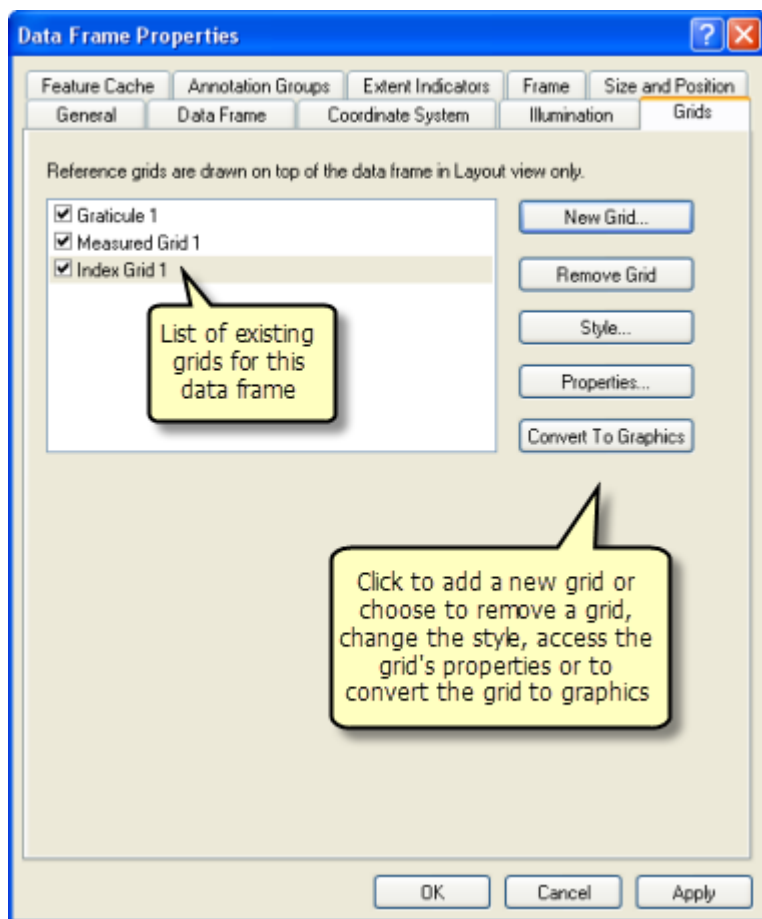 Data Frame Properties
Feature Cache
Annotation Groups
Extent Indicators
Frame
Size and Position
General
Data Frame
Coordinate System
Illumination
Grids
Reference grids are drawn on top of the data frame in Layout view only.
Graticule 1
Measured Grid 1
Index Grid 1
List of existing
grids for this
data frame
New Grid...
Remove Grid
Style...
Properties...
Convert To Graphics
Click to add a new grid or
choose to remove a grid,
change the style, access the
grid's properties or to
convert the grid to graphics
OK
Cancel
Apply